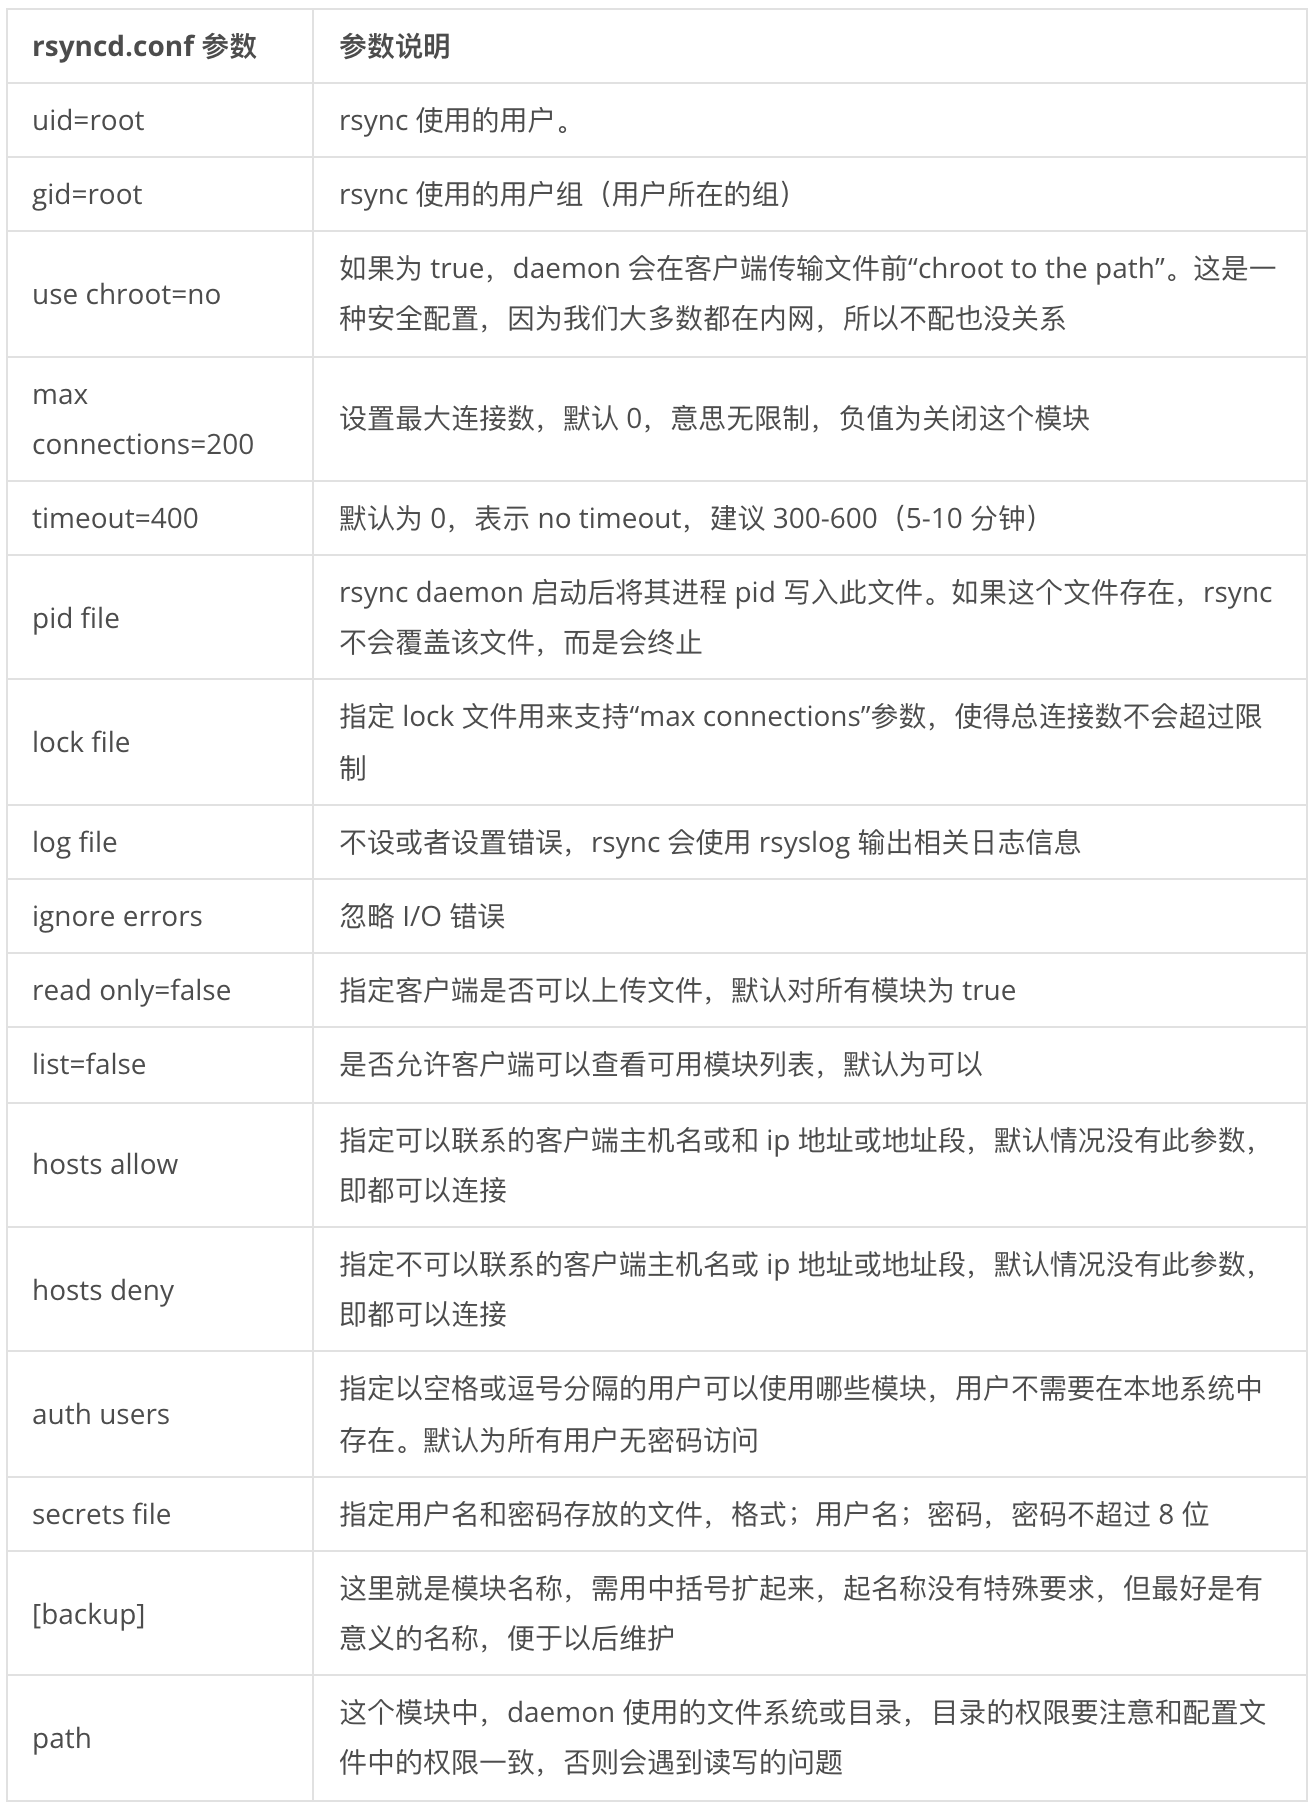 rsyncd.conf 参数
参数说明
uid=root
rsync 使用的用户。
gid=root
rsync 使用的用户组（用户所在的组）
use chroot=no
如果为 true，daemon 会在客户端传输文件前“chroot to the path”。这是一
种安全配置，因为我们大多数都在内网，所以不配也没关系
max
connections=200
设置最大连接数，默认 0，意思无限制，负值为关闭这个模块
timeout=400
默认为 0，表示 no timeout，建议 300-600（5-10 分钟）
pid file
rsync daemon 启动后将其进程 pid 写入此文件。如果这个文件存在，rsync
不会覆盖该文件，而是会终止
lock file
指定 lock 文件用来支持“max connections”参数，使得总连接数不会超过限
制
log file
不设或者设置错误，rsync 会使用 rsyslog 输出相关日志信息
ignore errors
忽略 I/O 错误
read only=false
指定客户端是否可以上传文件，默认对所有模块为 true
list=false
是否允许客户端可以查看可用模块列表，默认为可以
hosts allow
指定可以联系的客户端主机名或和 ip 地址或地址段，默认情况没有此参数，
即都可以连接
hosts deny
指定不可以联系的客户端主机名或 ip 地址或地址段，默认情况没有此参数，
即都可以连接
auth users
指定以空格或逗号分隔的用户可以使用哪些模块，用户不需要在本地系统中
存在。默认为所有用户无密码访问
secrets file
指定用户名和密码存放的文件，格式；用户名；密码，密码不超过 8 位
[backup]
这里就是模块名称，需用中括号扩起来，起名称没有特殊要求，但最好是有
意义的名称，便于以后维护
path
这个模块中，daemon 使用的文件系统或目录，目录的权限要注意和配置文
件中的权限一致，否则会遇到读写的问题